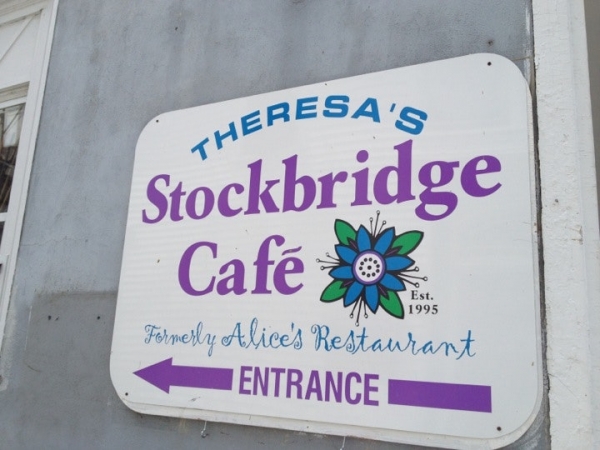 THERESA'S
Stockbridge
Café
Est.
1995
Formerly Alice's Restaurant
ENTRANCE